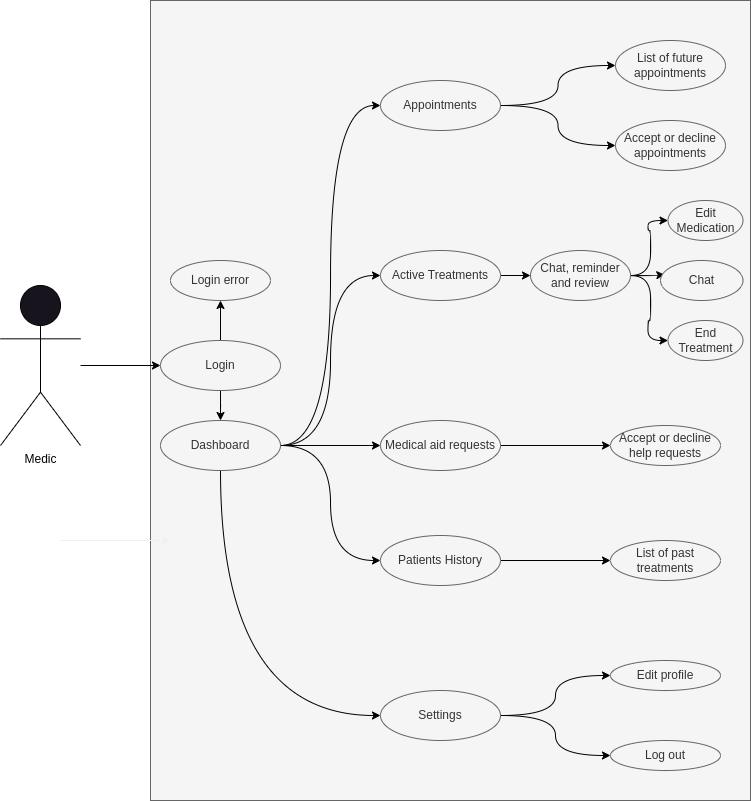 List of future
appointments
Appointments
Accept or decline
appointments
Edit
Medication
Login error
Active Treatments
Chat, reminder
and review
Chat
End
Treatment
Login
Dashboard
Medical aid requests
Accept or decline
help requests
Medic
Patients History
List of past
treatments
Edit profile
Settings
Log out